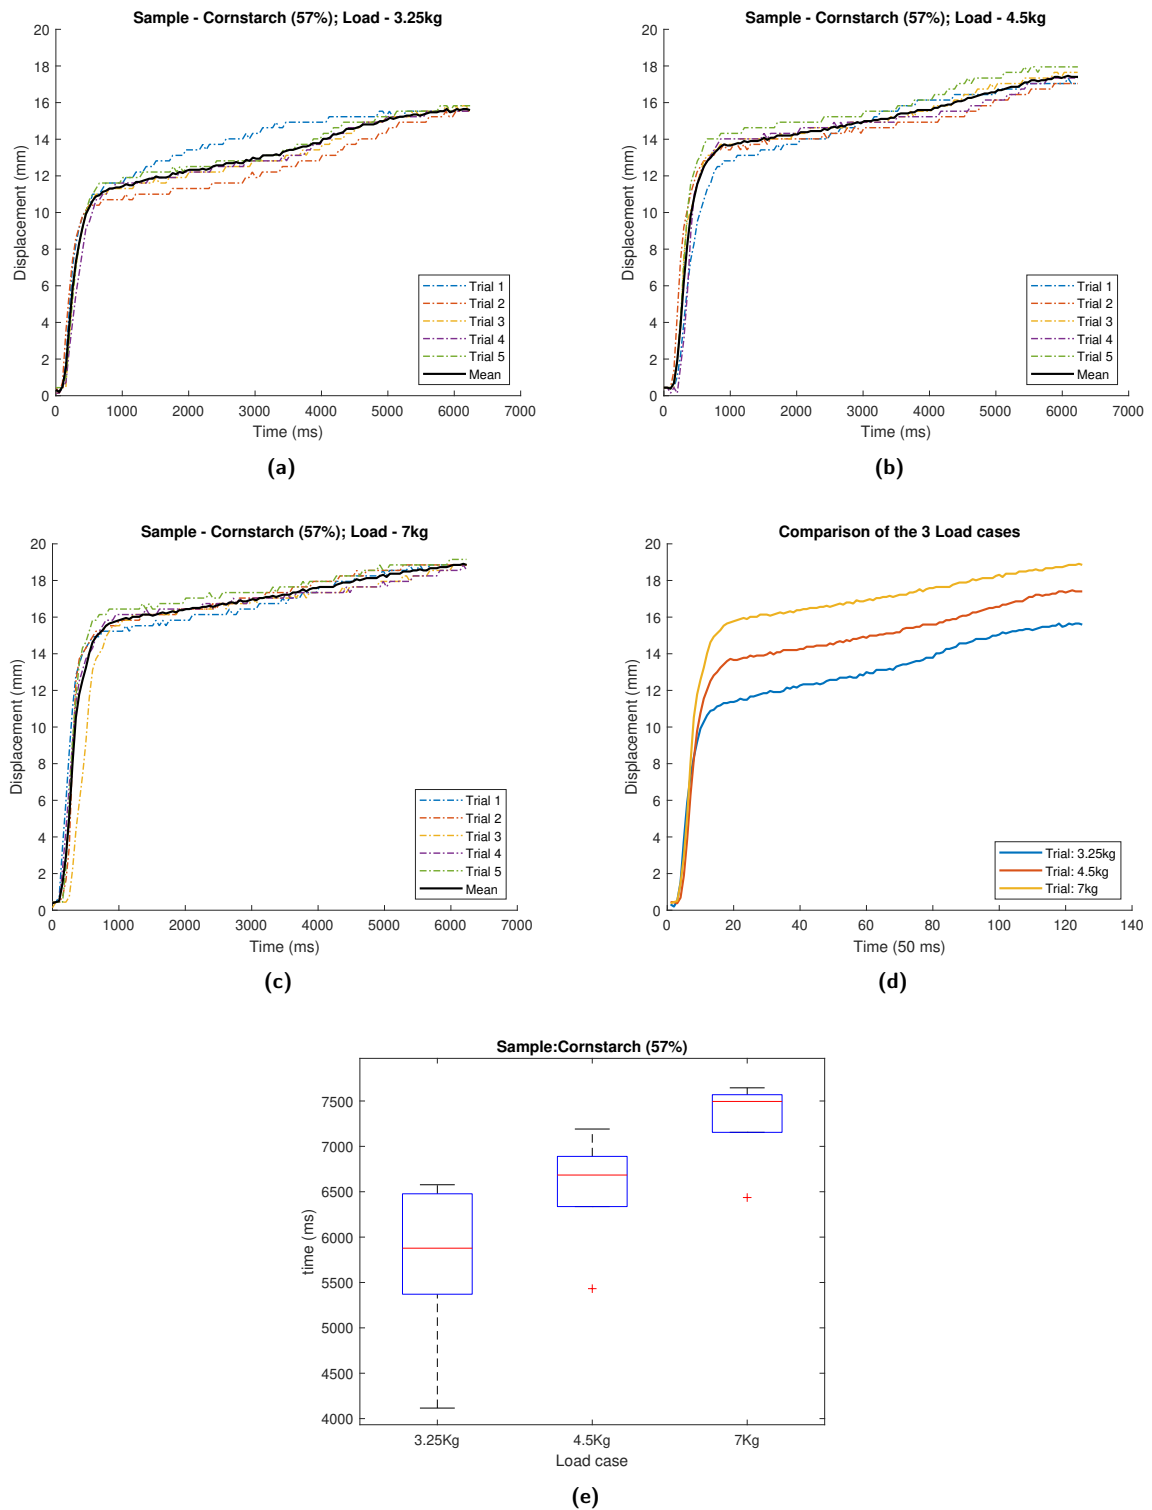 Sample - Cornstarch (57%); Load - 3.25kg
20
18
16
14
12
10
8
6
4
2
0
Displacement (mm)
Trial 1
Trial 2
Trial 3
Trial 4
Trial 5
Mean
0 1000 2000 3000 4000 5000 6000 7000
Time (ms)
(a)
Sample - Cornstarch (57%); Load - 4.5kg
20
18
16
14
12
10
8
6
4
2
0
Displacement (mm)
Trial 1
Trial 2
Trial 3
Trial 4
Trial 5
Mean
0 1000 2000 3000 4000 5000 6000 7000
Time (ms)
(b)
Sample - Cornstarch (57%); Load - 7kg
20
18
16
14
12
10
8
6
4
2
0
Displacement (mm)
Trial 1
Trial 2
Trial 3
Trial 4
Trial 5
Mean
0 1000 2000 3000 4000 5000 6000 7000
Time (ms)
(c)
Comparison of the 3 Load cases
20
18
16
14
12
10
8
6
4
2
0
Displacement (mm)
Trial: 3.25kg
Trial: 4.5kg
Trial: 7kg
0 20 40 60 80 100 120 140
Time (50 ms)
(d)
Sample:Cornstarch (57%)
7500
7000
6500
6000
5500
5000
4500
4000
time (ms)
3.25Kg 4.5Kg 7Kg
Load case
(e)